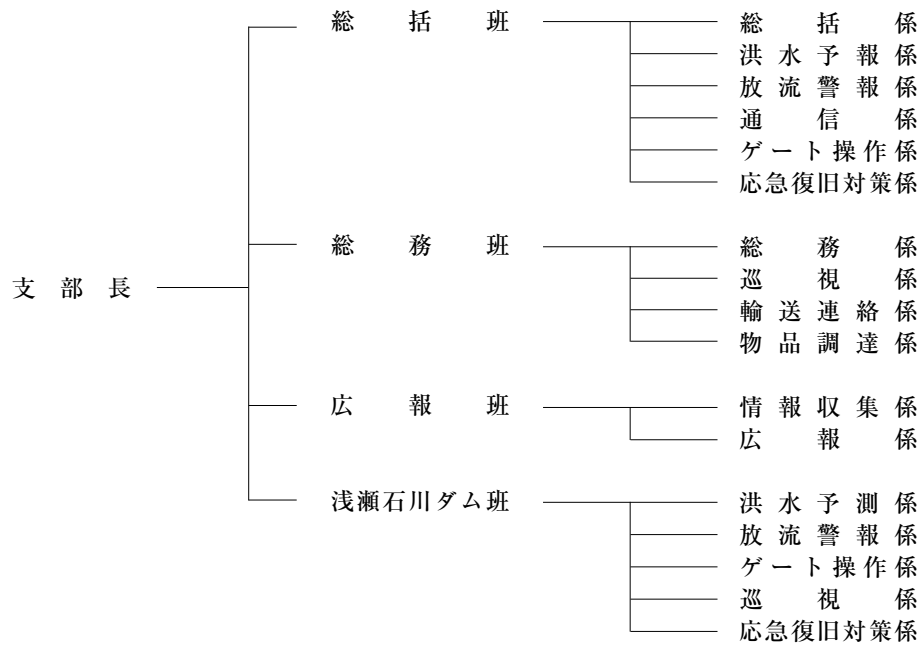 支部長
総括班
総括係
洪水予報係
放流警報係
通信係
ゲート操作係
応急復旧対策係
総務班
総務係
巡視係
輸送連絡係
物品調達係
広報班
情報収集係
広報係
浅瀬石川ダム班
洪水予測係
放流警報係
ゲート操作係
巡視係
応急復旧対策係